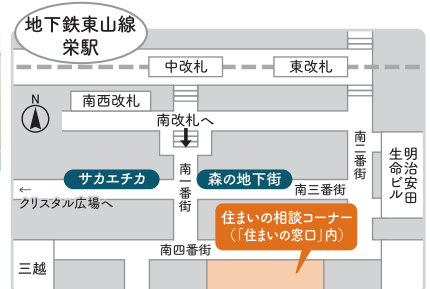 地下鉄東山線
栄駅
中改札
東改札
N
南西改札
南改札へ
南二番街
明治安田
生命ビル
サカエチカ
南一番街
森の地下街
南三番街
←
クリスタル広場へ
住まいの相談コーナー
（「住まいの窓口」内）
南四番街
三越